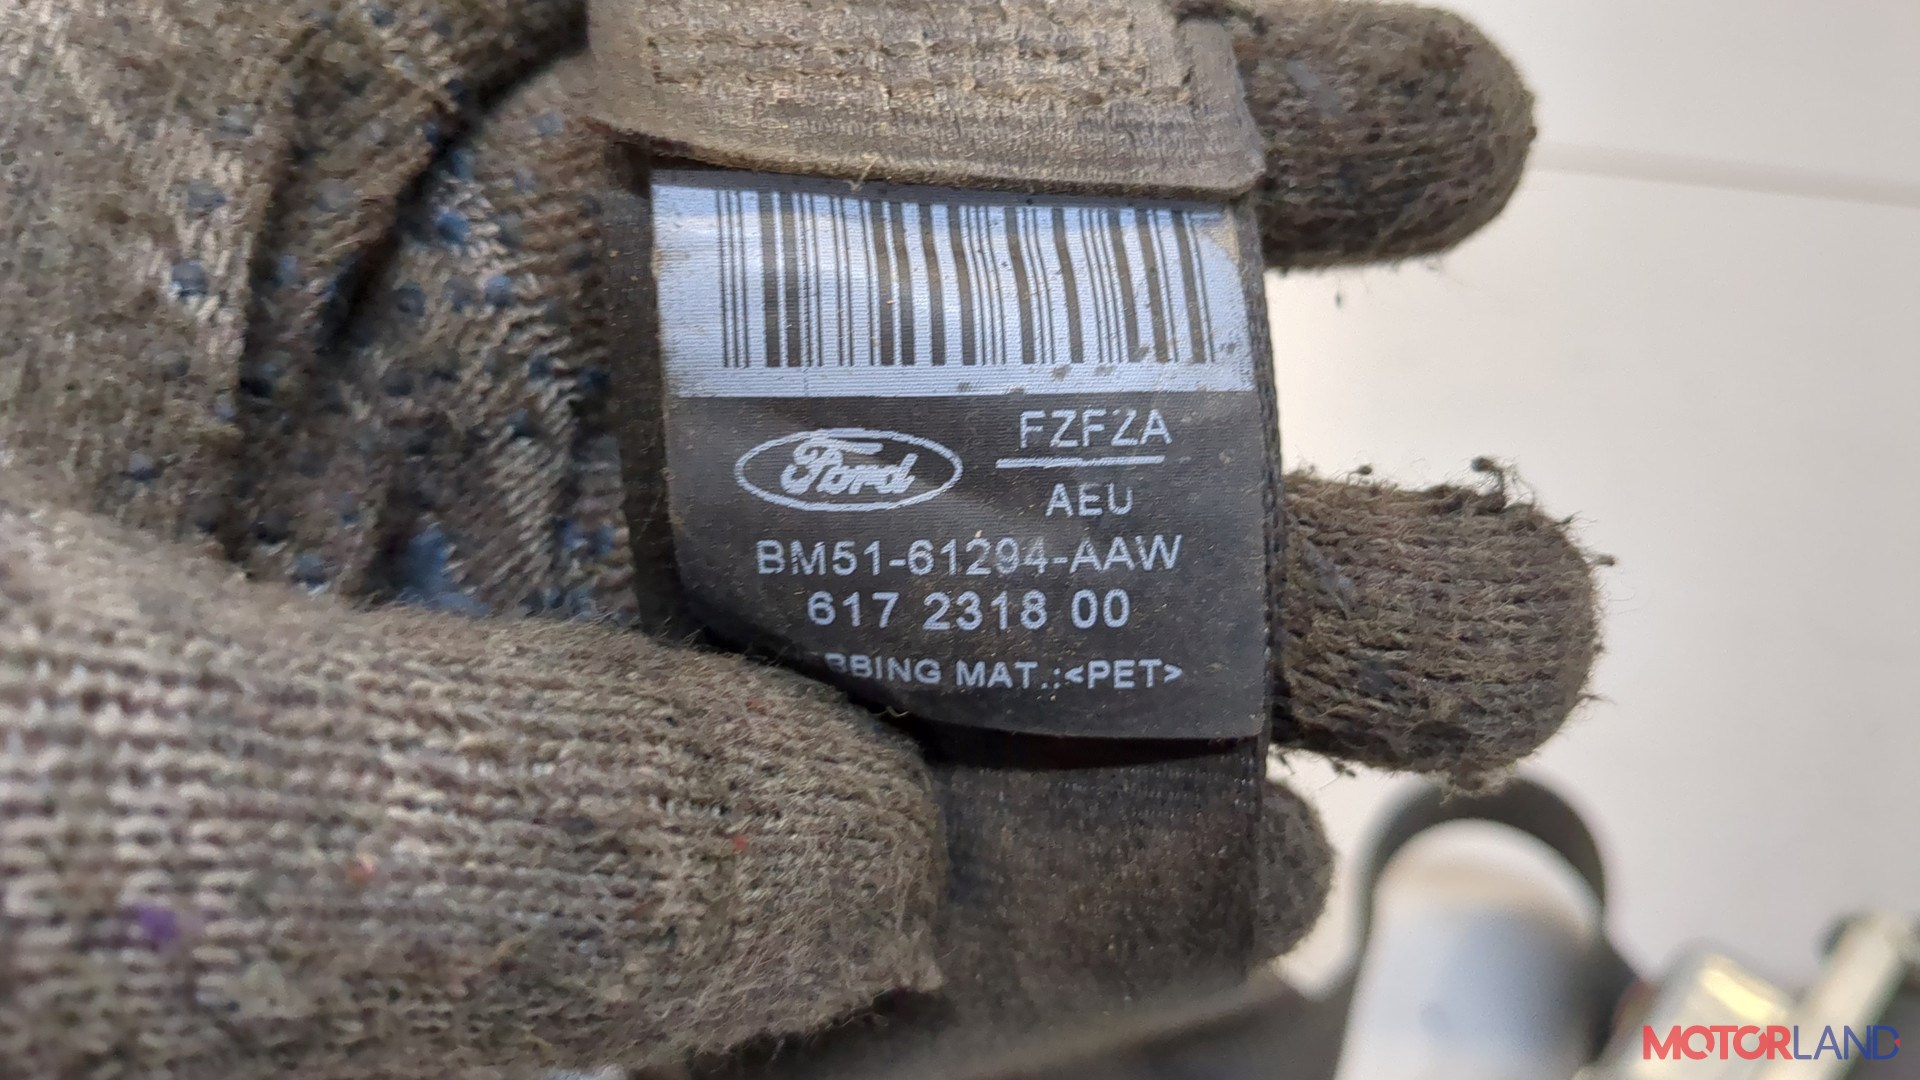 FZFZA
Ford
AEU
BM51-61294-AAW
617 2318 00
MAT.:<PET>
MOTORLAND